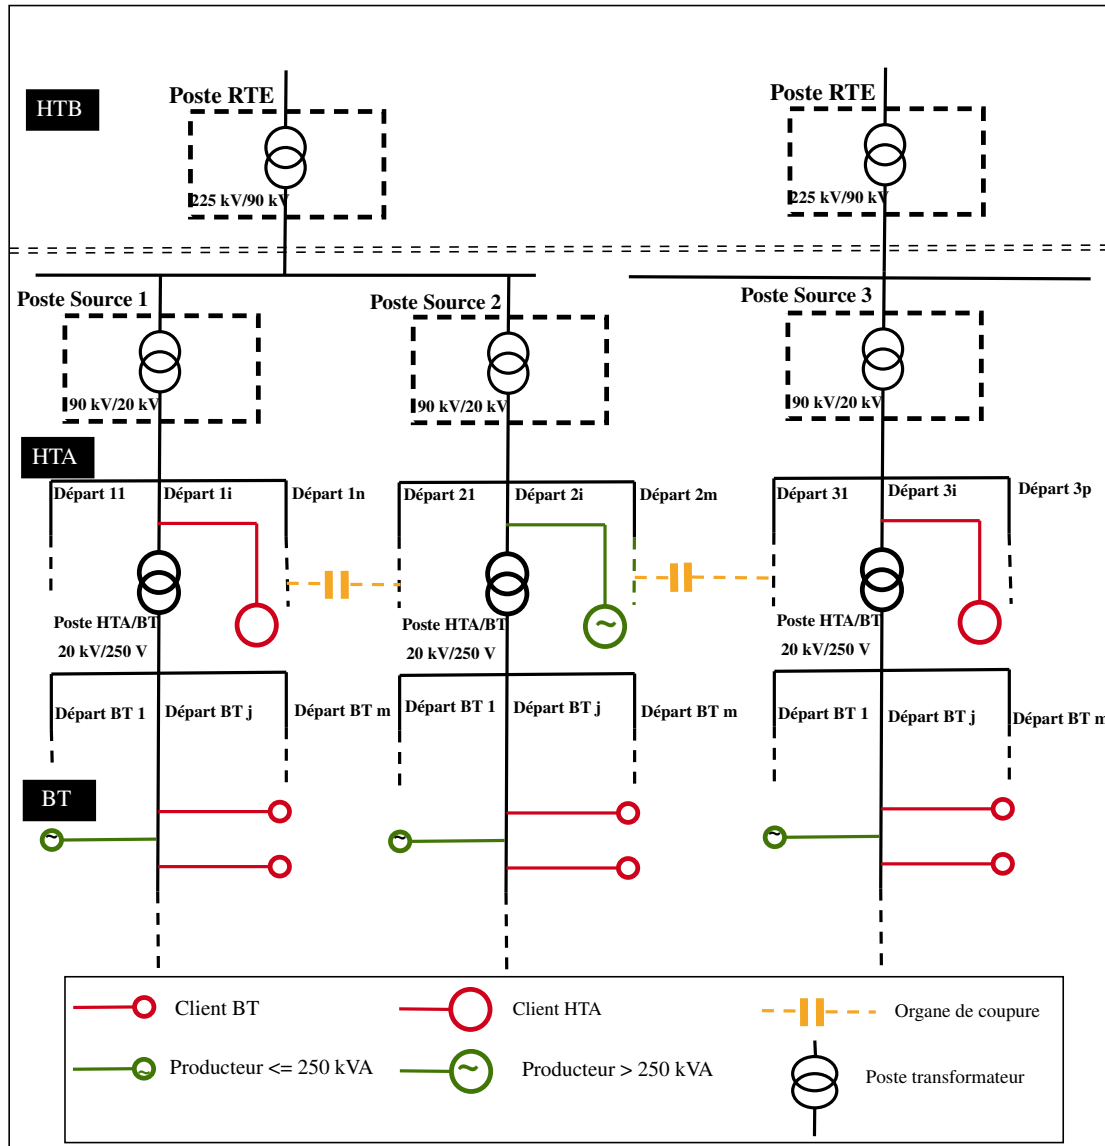 HTB
Poste RTE
Poste RTE
225 kV/90 kV
225 kV/90 kV
Poste Source 1
Poste Source 2
Poste Source 3
90 kV/20 kV
90 kV/20 kV
90 kV/20 kV
HTA
Départ 11
Départ 1i
Départ 1n
Départ 21
Départ 2i
Départ 2m
Départ 31
Départ 3i
Départ 3p
Poste HTA/BT
20 kV/250 V
Poste HTA/BT
20 kV/250 V
Poste HTA/BT
20 kV/250 V
Départ BT 1
Départ BT j
Départ BT m
Départ BT 1
Départ BT j
Départ BT m
Départ BT 1
Départ BT j
Départ BT m
BT
Client BT
Client HTA
Organe de coupure
Producteur <= 250 kVA
Producteur > 250 kVA
Poste transformateur